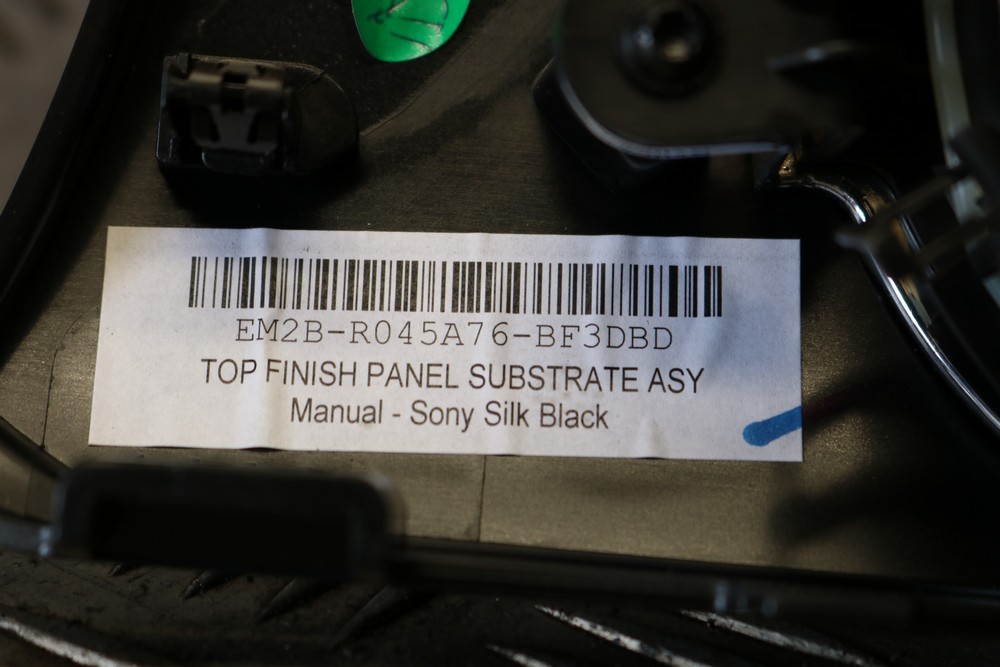 EM2B-R045A76-BF3DBD
TOP FINISH PANEL SUBSTRATE ASY
Manual - Sony Silk Black